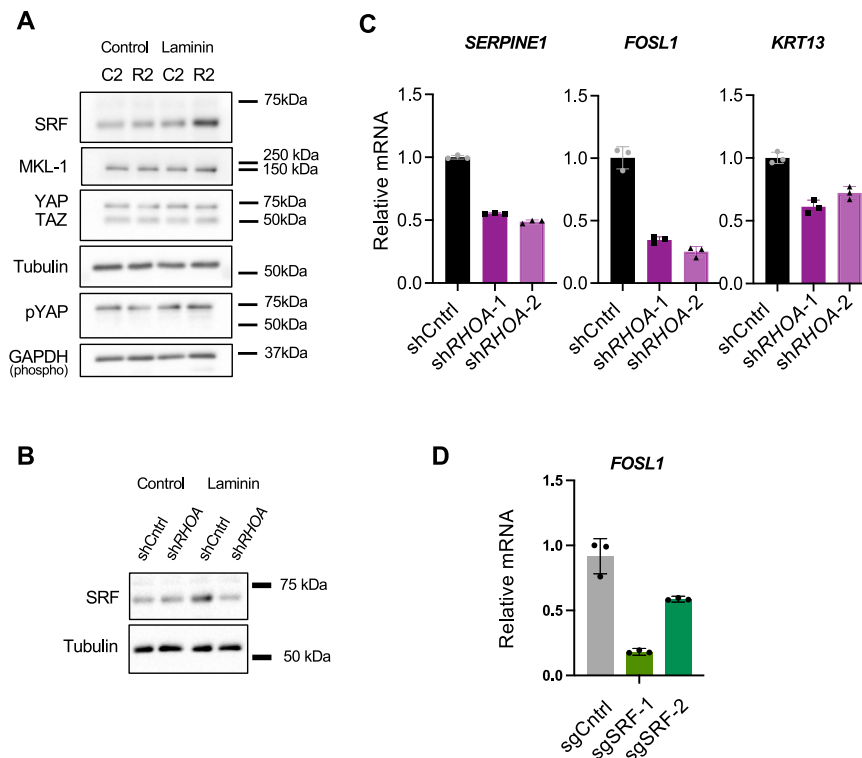 A
Control Laminin
C2 R2 C2 R2
75kDa
SRF
250 kDa
MKL-1
150 kDa
YAP
75kDa
TAZ
50kDa
Tubulin
50kDa
75kDa
pYAP
50kDa
37kDa
GAPDH
(phospho)
B
Control Laminin
shCntrl shRHOA shCntrl shRHOA
75 kDa
SRF
Tubulin
50 kDa
C
SERPINE1
Relative mRNA
1.5
1.0
0.5
0.0
shCntrl
shRHOA-1
shRHOA-2
FOSL1
1.5
1.0
0.5
0.0
shCntrl
shRHOA-1
shRHOA-2
KRT13
1.5
1.0
0.5
0.0
shCntrl
shRHOA-1
shRHOA-2
D
FOSL1
Relative mRNA
1.5
1.0
0.5
0.0
sgCntrl
sgSRF-1
sgSRF-2